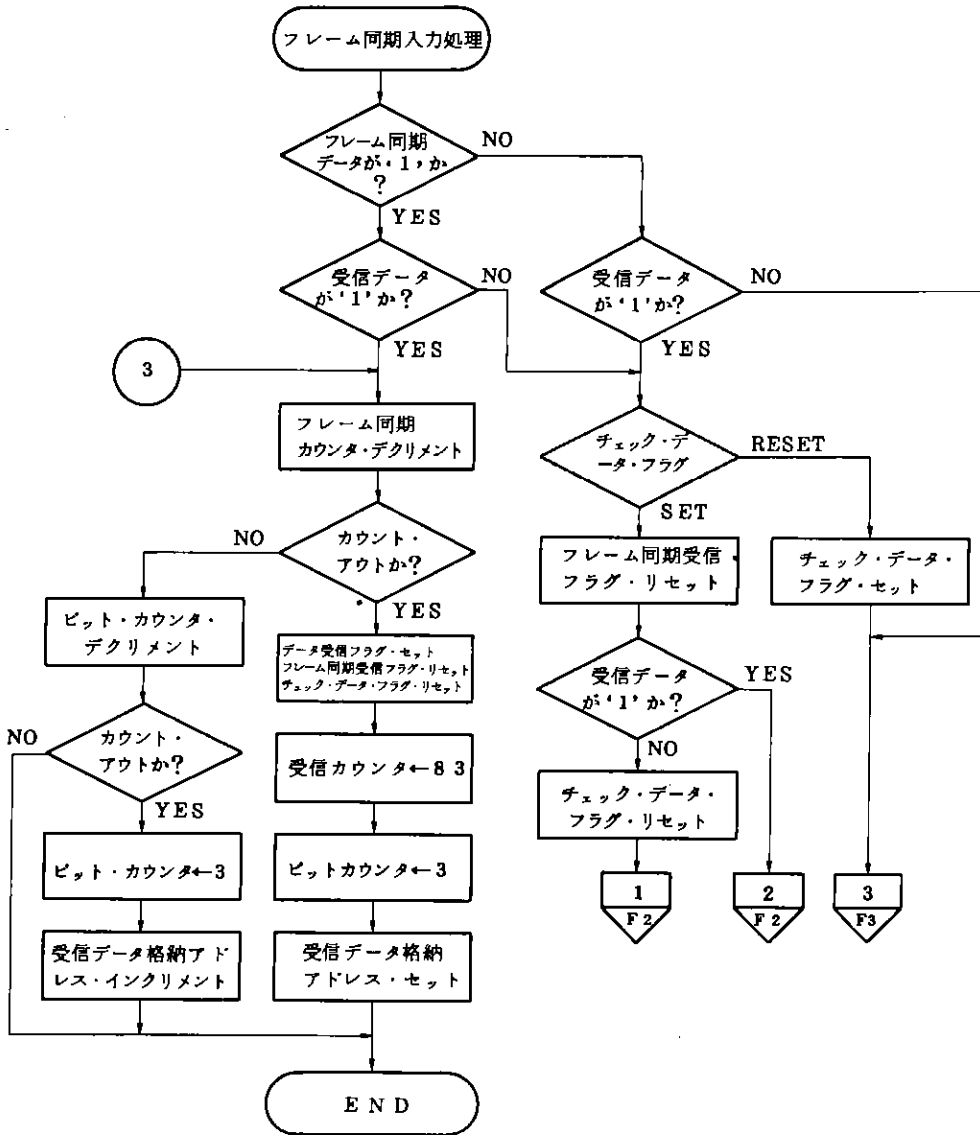 フレーム同期入力処理
フレーム同期
データが‘1’か
?
NO
YES
受信データ
が‘1’か?
NO
YES
受信データ
が‘1’か?
NO
YES
3
フレーム同期
カウンタ・デクリメント
チェック・デ
ータ・フラグ
RESET
SET
カウント・
アウトか?
NO
YES
フレーム同期受信
フラグ・リセット
チェック・データ・
フラグ・セット
ビット・カウンタ・
デクリメント
データ受信フラグ・セット
フレーム同期受信フラグ・リセット
チェック・データ・フラグ・リセット
受信データ
が‘1’か?
YES
NO
カウント・
アウトか?
NO
YES
受信カウンタ←83
チェック・データ・
フラグ・リセット
ビット・カウンタ←3
ビットカウンタ←3
1
F2
2
F2
3
F3
受信データ格納アド
レス・インクリメント
受信データ格納
アドレス・セット
END